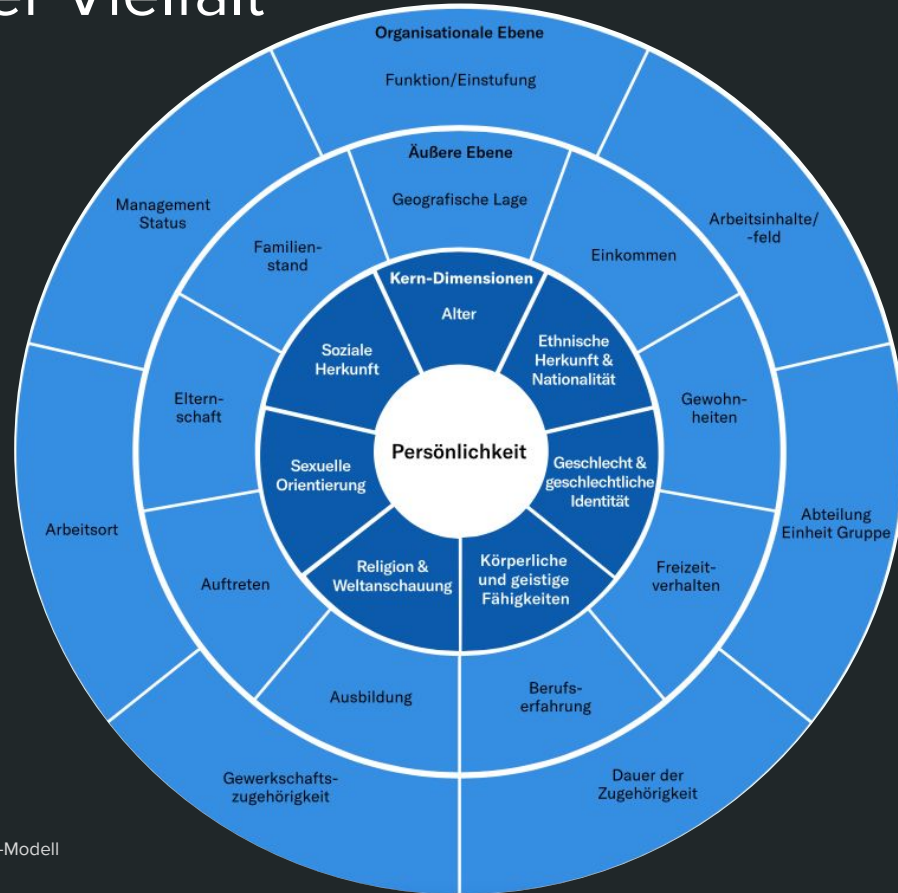 er Vielfalt
Organisationale Ebene
Funktion/Einstufung
Arbeitsinhalte/
-feld
Abteilung
Einheit Gruppe
Dauer der
Zugehörigkeit
Gewerkschafts-
zugehörigkeit
Arbeitsort
Management
Status
Äußere Ebene
Geografische Lage
Einkommen
Gewohn-
heiten
Freizeit-
verhalten
Berufs-
erfahrung
Ausbildung
Auftreten
Eltern-
schaft
Familien-
stand
Kern-Dimensionen
Alter
Ethnische
Herkunft &
Nationalität
Geschlecht &
geschlechtliche
Identität
Körperliche
und geistige
Fähigkeiten
Religion &
Weltanschauung
Sexuelle
Orientierung
Soziale
Herkunft
Persönlichkeit
-Modell